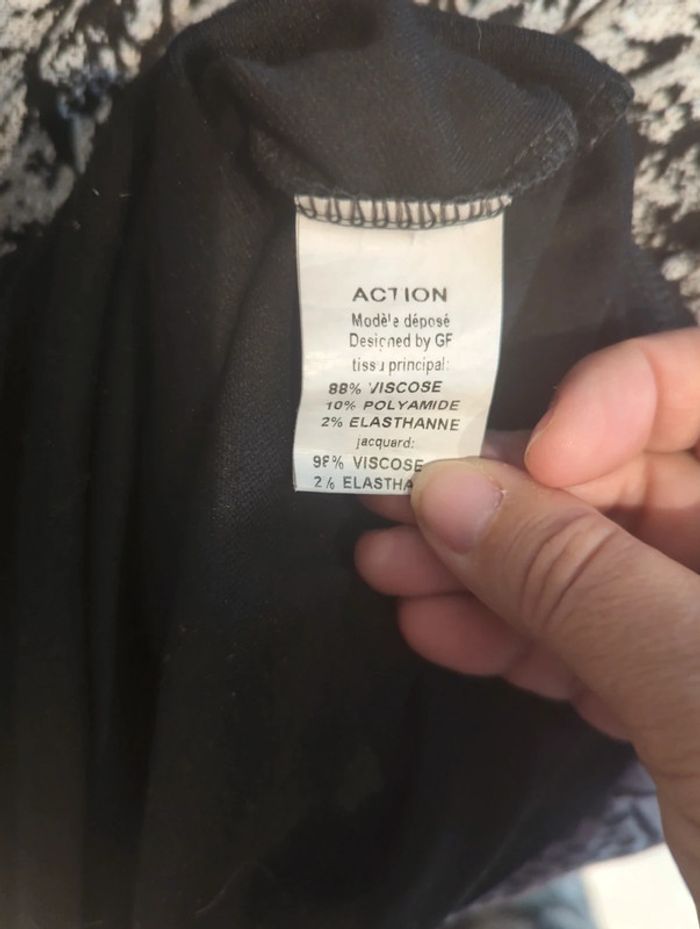 ACTION
Modèle déposé
Designed by GF
tissu principal:
88% VISCOSE
10% POLYAMIDE
2% ELASTHANNE
jacquard:
98% VISCOSE
2% ELASTHA